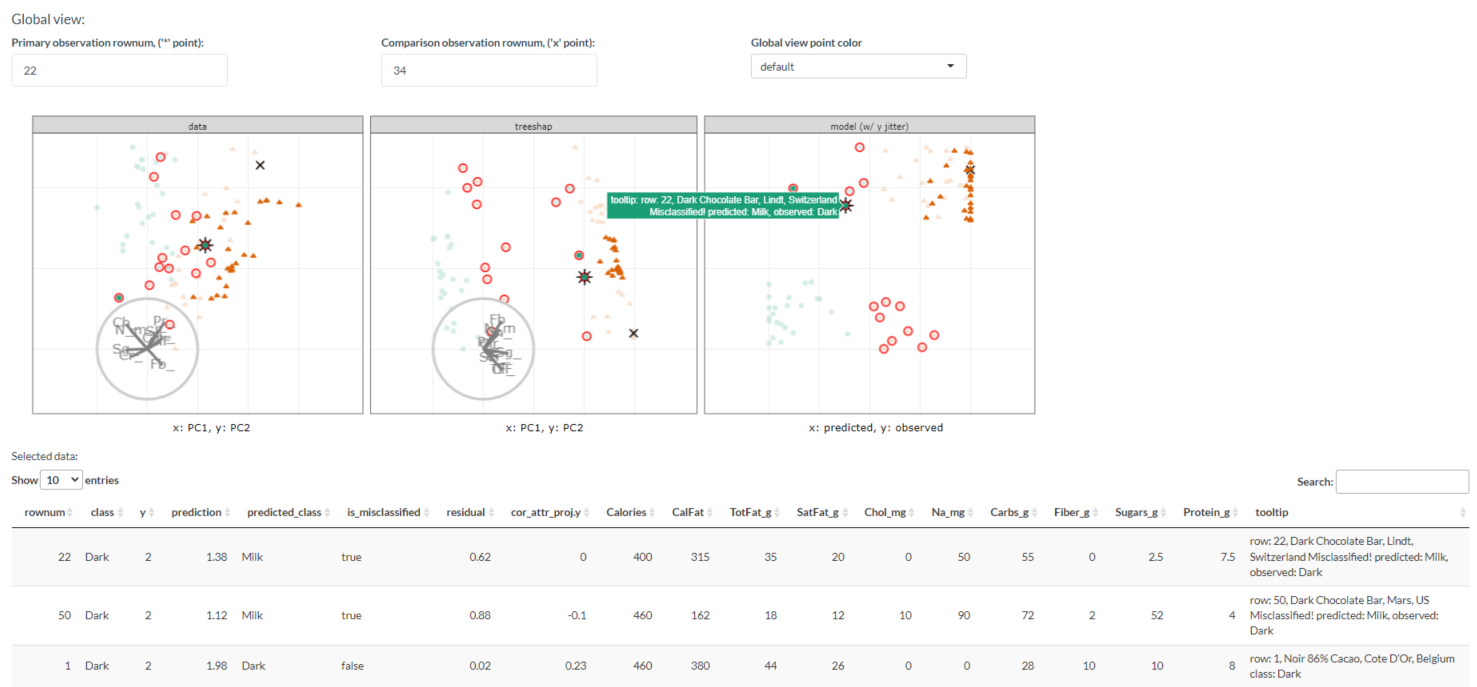 Global view:
Primary observation rownum, ('*' point):
Comparison observation rownum, ('x' point):
Global view point color
22
34
default
data
treeshap
model (w/ y jitter)
tooltip: row: 22, Dark Chocolate Bar, Lindt, Switzerland
Misclassified! predicted: Milk, observed: Dark
x: PC1, y: PC2
x: PC1, y: PC2
x: predicted, y: observed
Selected data:
Show 10 entries
Search:
rownum class y prediction predicted_class is_misclassified residual cor_attr_proj.y Calories CalFat TotFat_g SatFat_g Chol_mg Na_mg Carbs_g Fiber_g Sugars_g Protein_g tooltip
22 Dark 2 1.38 Milk true 0.62 0 400 315 35 20 0 50 55 0 2.5 7.5 row: 22, Dark Chocolate Bar, Lindt,
Switzerland Misclassified! predicted: Milk,
observed: Dark
50 Dark 2 1.12 Milk true 0.88 -0.1 460 162 18 12 10 90 72 2 52 4 row: 50, Dark Chocolate Bar, Mars, US
Misclassified! predicted: Milk, observed:
Dark
1 Dark 2 1.98 Dark false 0.02 0.23 460 380 44 26 0 0 28 10 10 8 row: 1, Noir 86% Cacao, Cote D'Or, Belgium
class: Dark